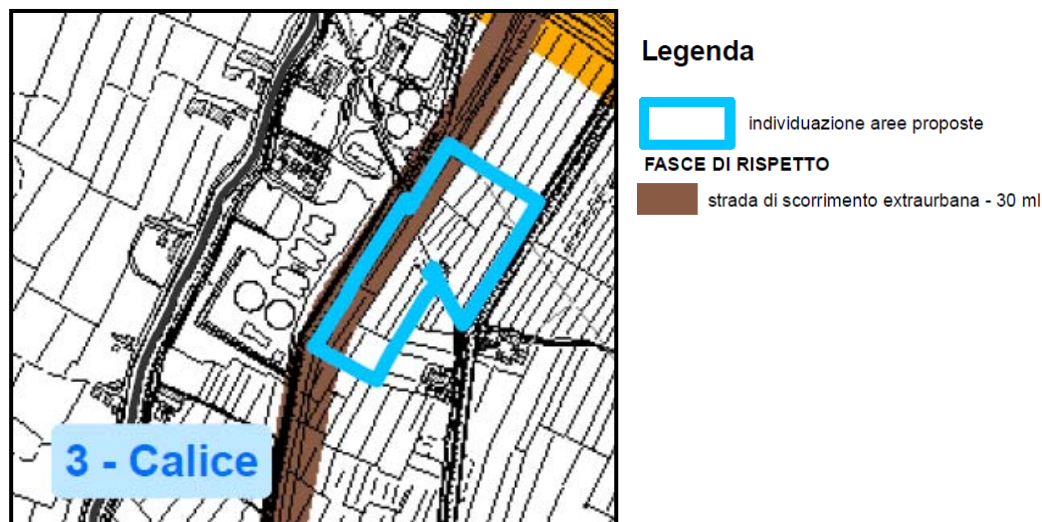 Legenda
individuazione aree proposte
FASCE DI RISPETTO
strada di scorrimento extraurbana - 30 ml
3 - Calice